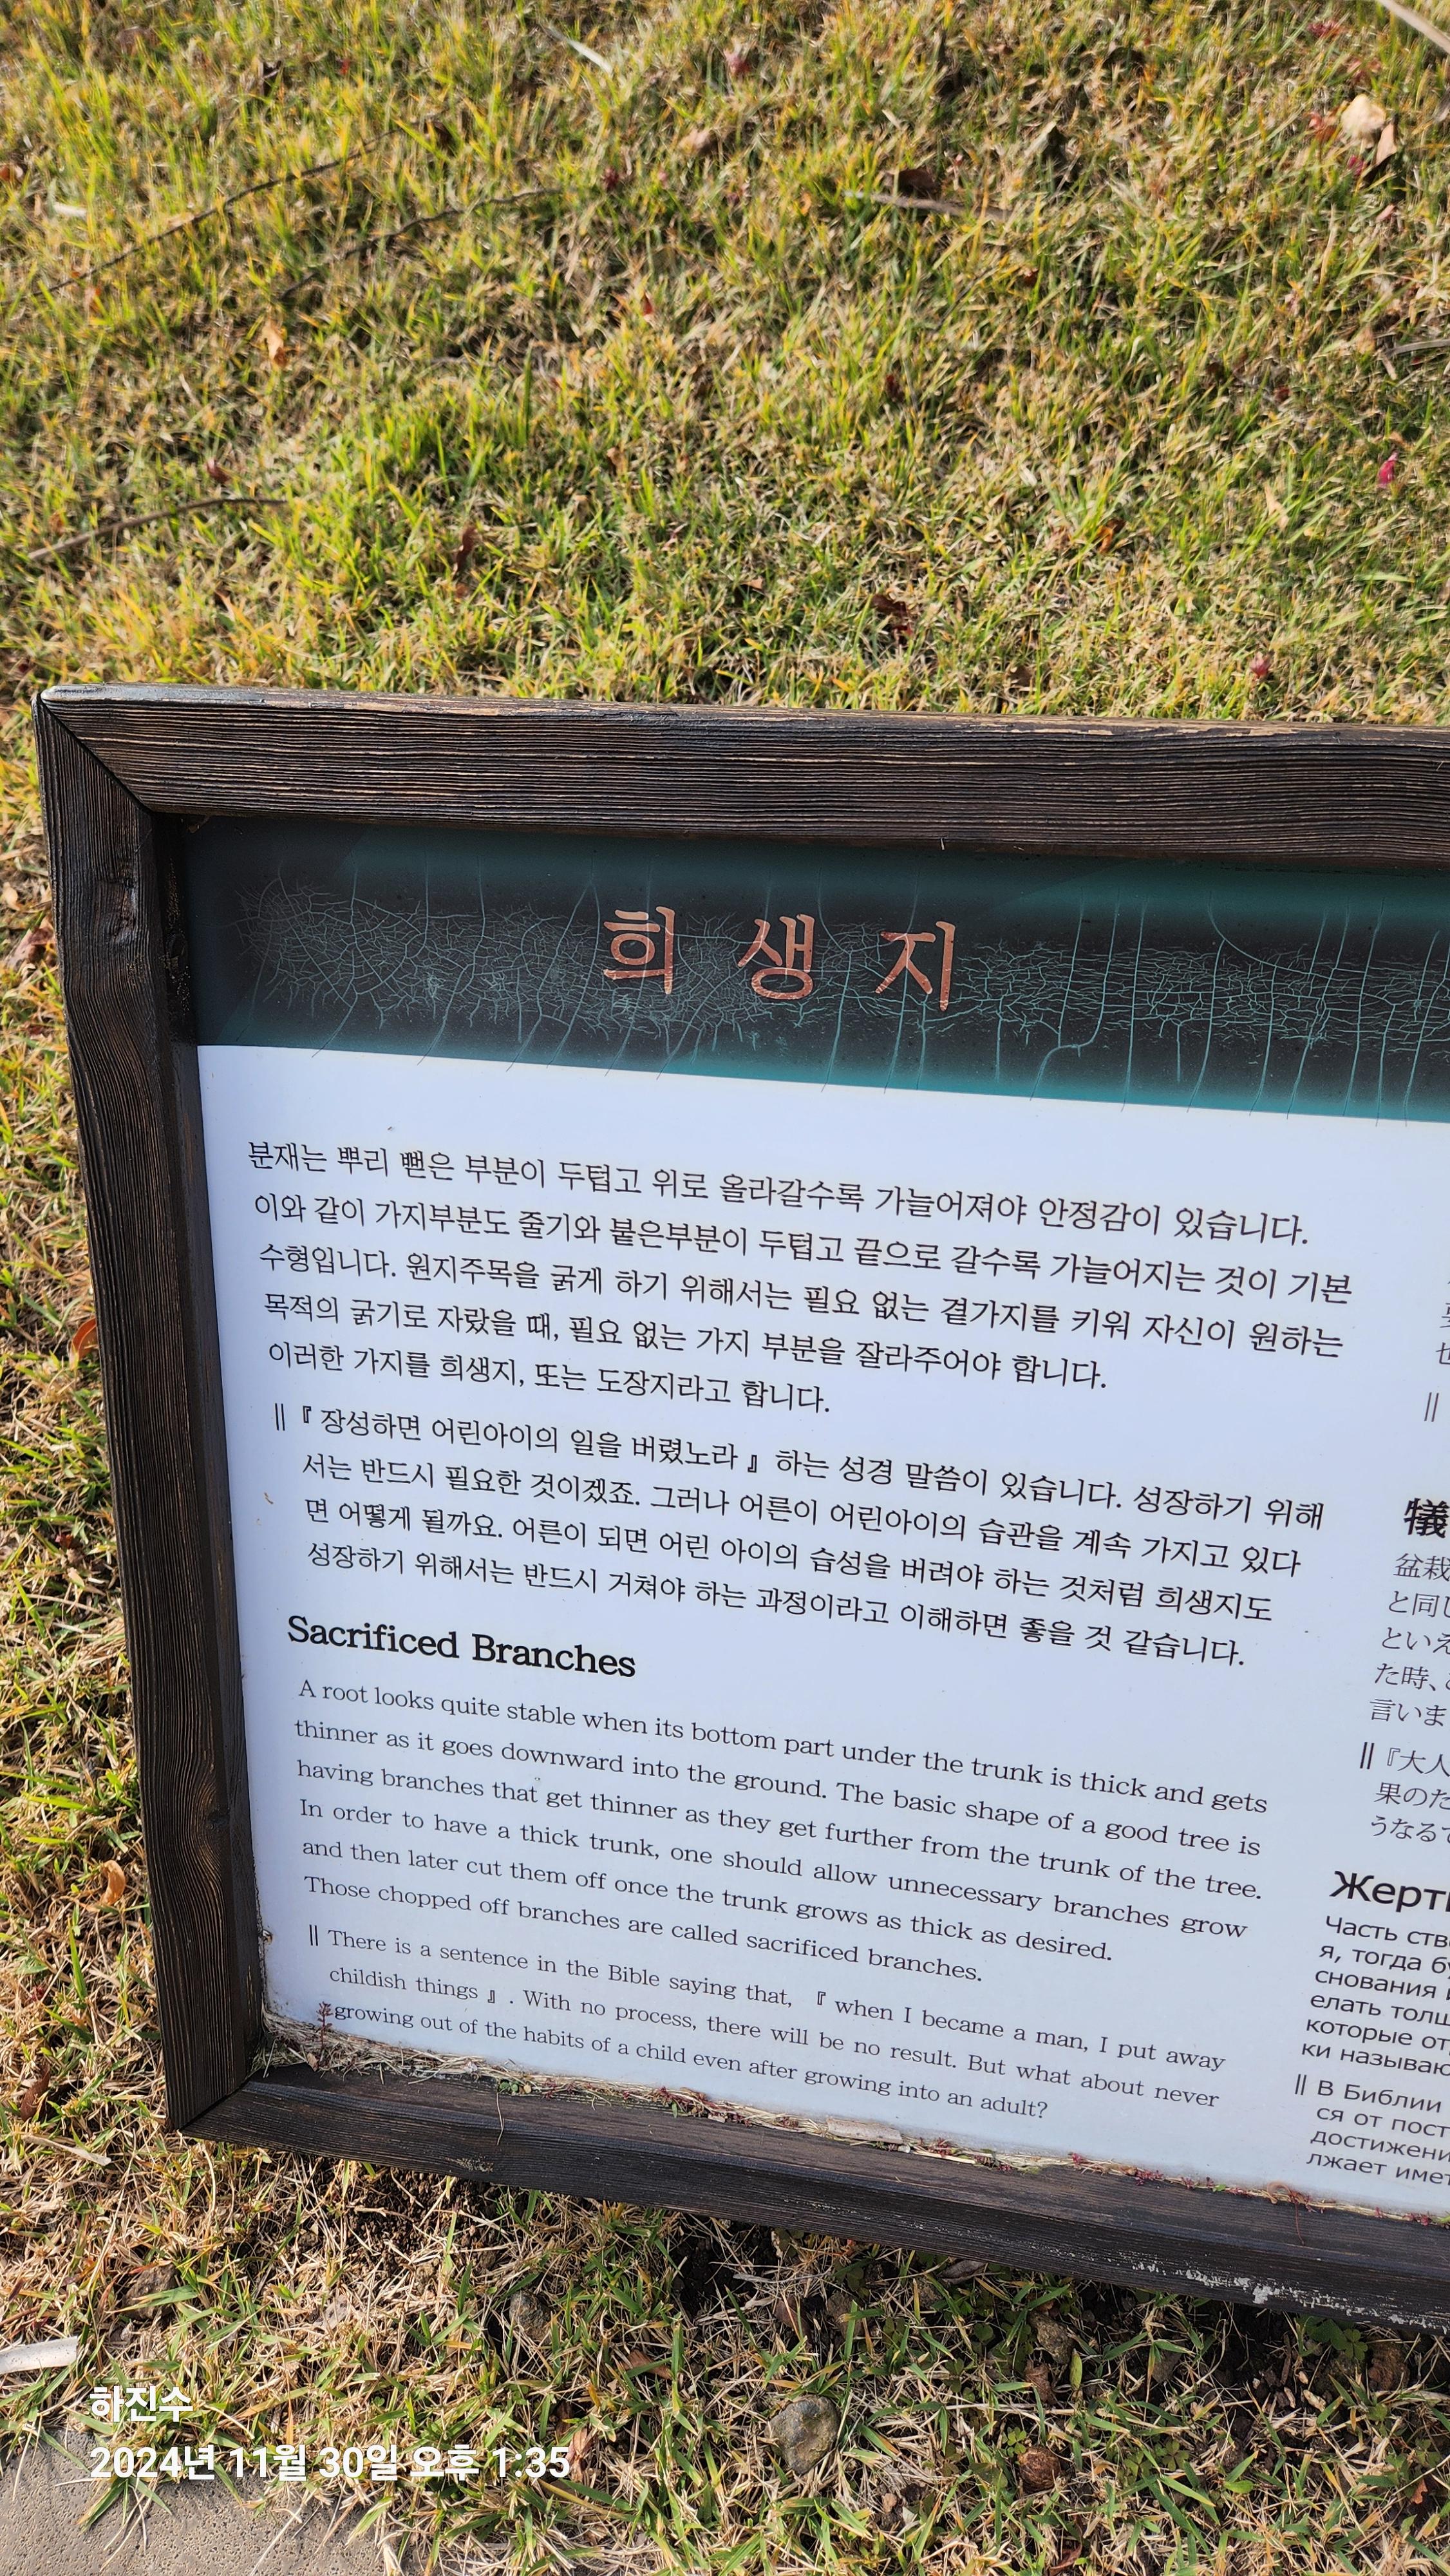 희생지
분재는 뿌리 뻗은 부분이 두텁고 위로 올라갈수록 가늘어져야 안정감이 있습니다.
이와 같이 가지부분도 줄기와 붙은부분이 두텁고 끝으로 갈수록 가늘어지는 것이 기본
수형입니다. 원지주목을 굵게 하기 위해서는 필요 없는 곁가지를 키워 자신이 원하는
목적의 굵기로 자랐을 때, 필요 없는 가지 부분을 잘라주어야 합니다.
이러한 가지를 희생지, 또는 도장지라고 합니다.
‖『 장성하면 어린아이의 일을 버렸노라 』하는 성경 말씀이 있습니다. 성장하기 위해
서는 반드시 필요한 것이겠죠. 그러나 어른이 어린아이의 습관을 계속 가지고 있다
면 어떻게 될까요. 어른이 되면 어린 아이의 습성을 버려야 하는 것처럼 희생지도
성장하기 위해서는 반드시 거쳐야 하는 과정이라고 이해하면 좋을 것 같습니다.
Sacrificed Branches
A root looks quite stable when its bottom part under the trunk is thick and gets
thinner as it goes downward into the ground. The basic shape of a good tree is
having branches that get thinner as they get further from the trunk of the tree.
In order to have a thick trunk, one should allow unnecessary branches grow
and then later cut them off once the trunk grows as thick as desired.
Those chopped off branches are called sacrificed branches.
‖ There is a sentence in the Bible saying that, 『 when I became a man, I put away
childish things 』. With no process, there will be no result. But what about never
growing out of the habits of a child even after growing into an adult?
也
‖
犠
盆栽
と同じ
といえ
た時、
言いま
‖『大人
果のた
うなるで
Жерт
Часть ств
я, тогда б
снования
елать толщ
которые от
ки называю
‖ В Библии
ся от пост
достижени
лжает имет
하진수
2024년 11월 30일 오후 1:35